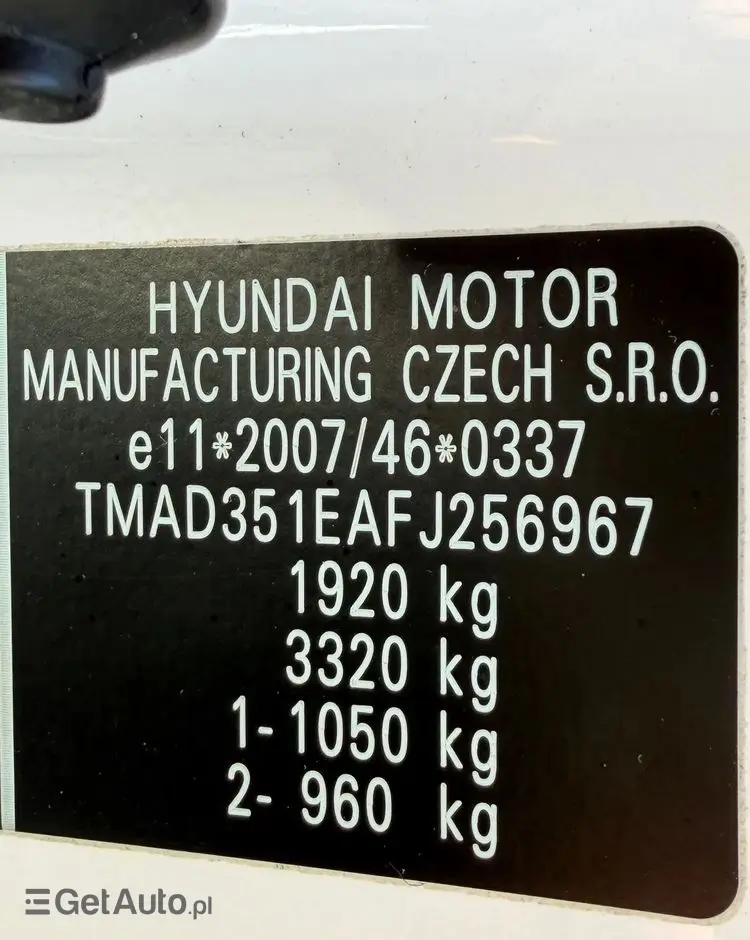 HYUNDAI MOTOR
MANUFACTURING CZECH S.R.O.
e11*2007/46*0337
TMAD351EAFJ256967
1920 kg
3320 kg
1- 1050 kg
2- 960 kg
GetAuto.pl